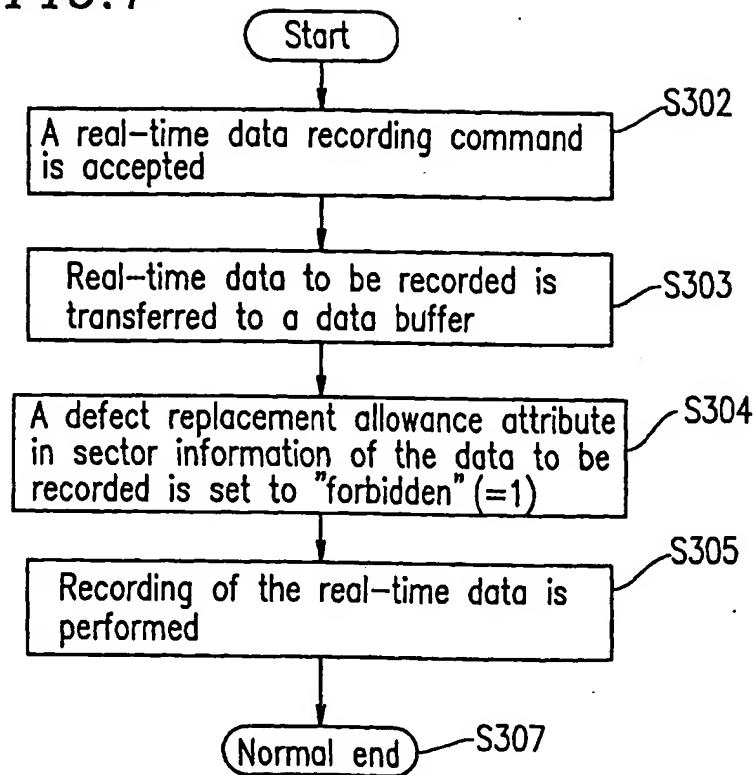 FIG.7
Start
S302
A real-time data recording command
is accepted
S303
Real-time data to be recorded is
transferred to a data buffer
S304
A defect replacement allowance attribute
in sector information of the data to be
recorded is set to "forbidden" (=1)
S305
Recording of the real-time data is
performed
Normal end
S307